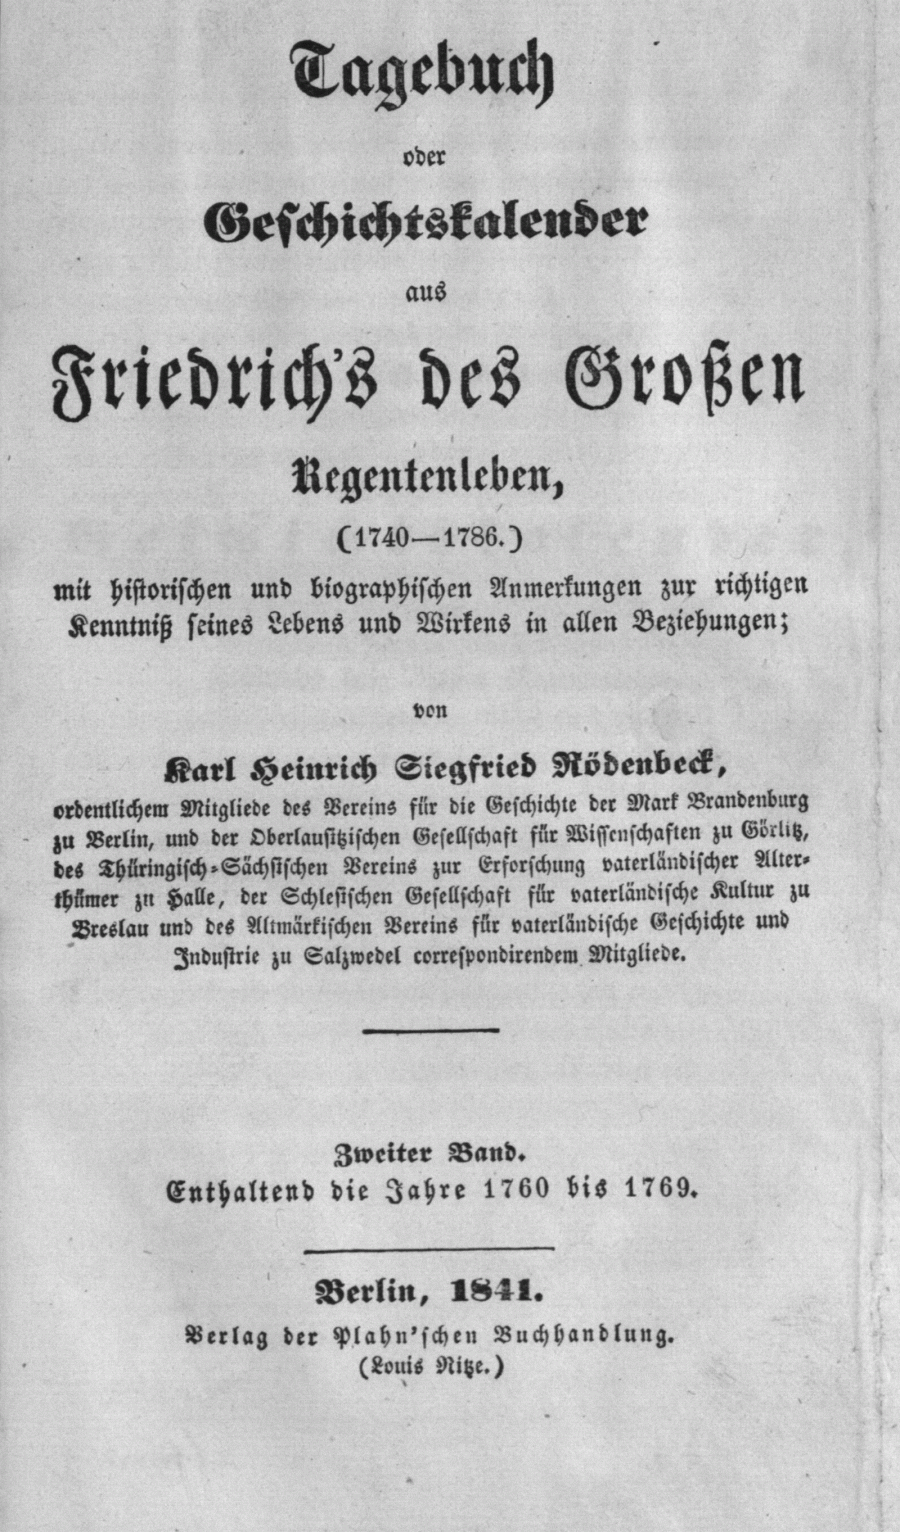 Tagebuch
oder
Geschichtskalender
aus
Friedrich's des Großen
Regentenleben,
(1740—1786.)
mit historischen und biographischen Anmerkungen zur richtigen
Kenntniß seines Lebens und Wirkens in allen Beziehungen;
von
Karl Heinrich Siegfried Rödenbeck,
ordentlichem Mitgliede des Vereins für die Geschichte der Mark Brandenburg
zu Berlin, und der Oberlausitzischen Gesellschaft für Wissenschaften zu Görlitz,
des Thüringisch-Sächsischen Vereins zur Erforschung vaterländischer Alter-
thümer zu Halle, der Schlesischen Gesellschaft für vaterländische Kultur zu
Breslau und des Altmärkischen Vereins für vaterländische Geschichte und
Industrie zu Salzwedel correspondirendem Mitgliede.
Zweiter Band.
Enthaltend die Jahre 1760 bis 1769.
Berlin, 1841.
Verlag der Plahn'schen Buchhandlung.
(Louis Nitze.)